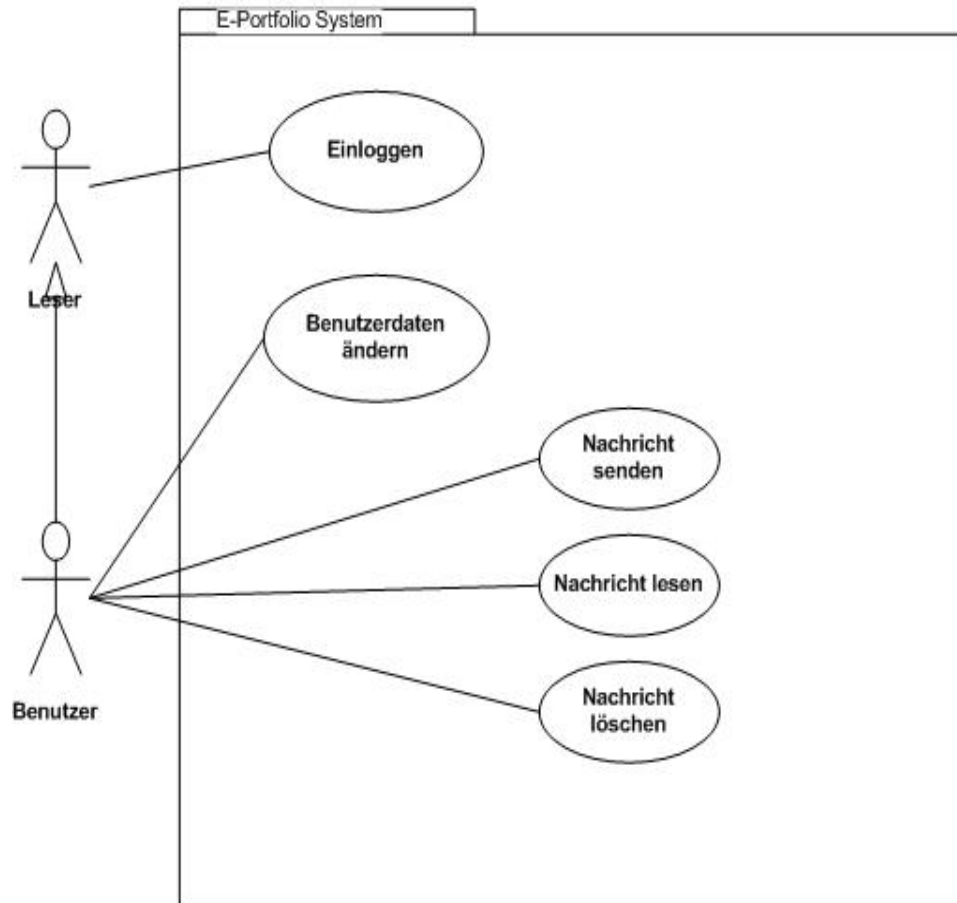 E-Portfolio System
Einloggen
Leser
Benutzerdaten
ändern
Nachricht
senden
Nachricht lesen
Nachricht
löschen
Benutzer